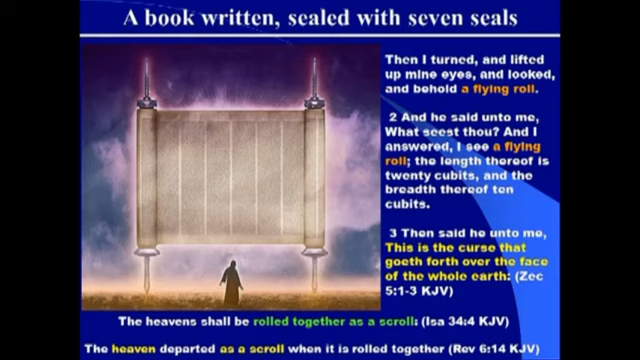 A book written, sealed with seven seals
Then I turned, and lifted
up mine eyes, and looked,
and behold a flying roll.
2 And he said unto me,
What seest thou? And I
answered, I see a flying
roll; the length thereof is
twenty cubits, and the
breadth thereof ten
cubits.
3 Then said he unto me,
This is the curse that
goeth forth over the face
of the whole earth: (Zec
5:1-3 KJV)
The heavens shall be rolled together as a scroll: (Isa 34:4 KJV)
The heaven departed as a scroll when it is rolled together (Rev 6:14 KJV)